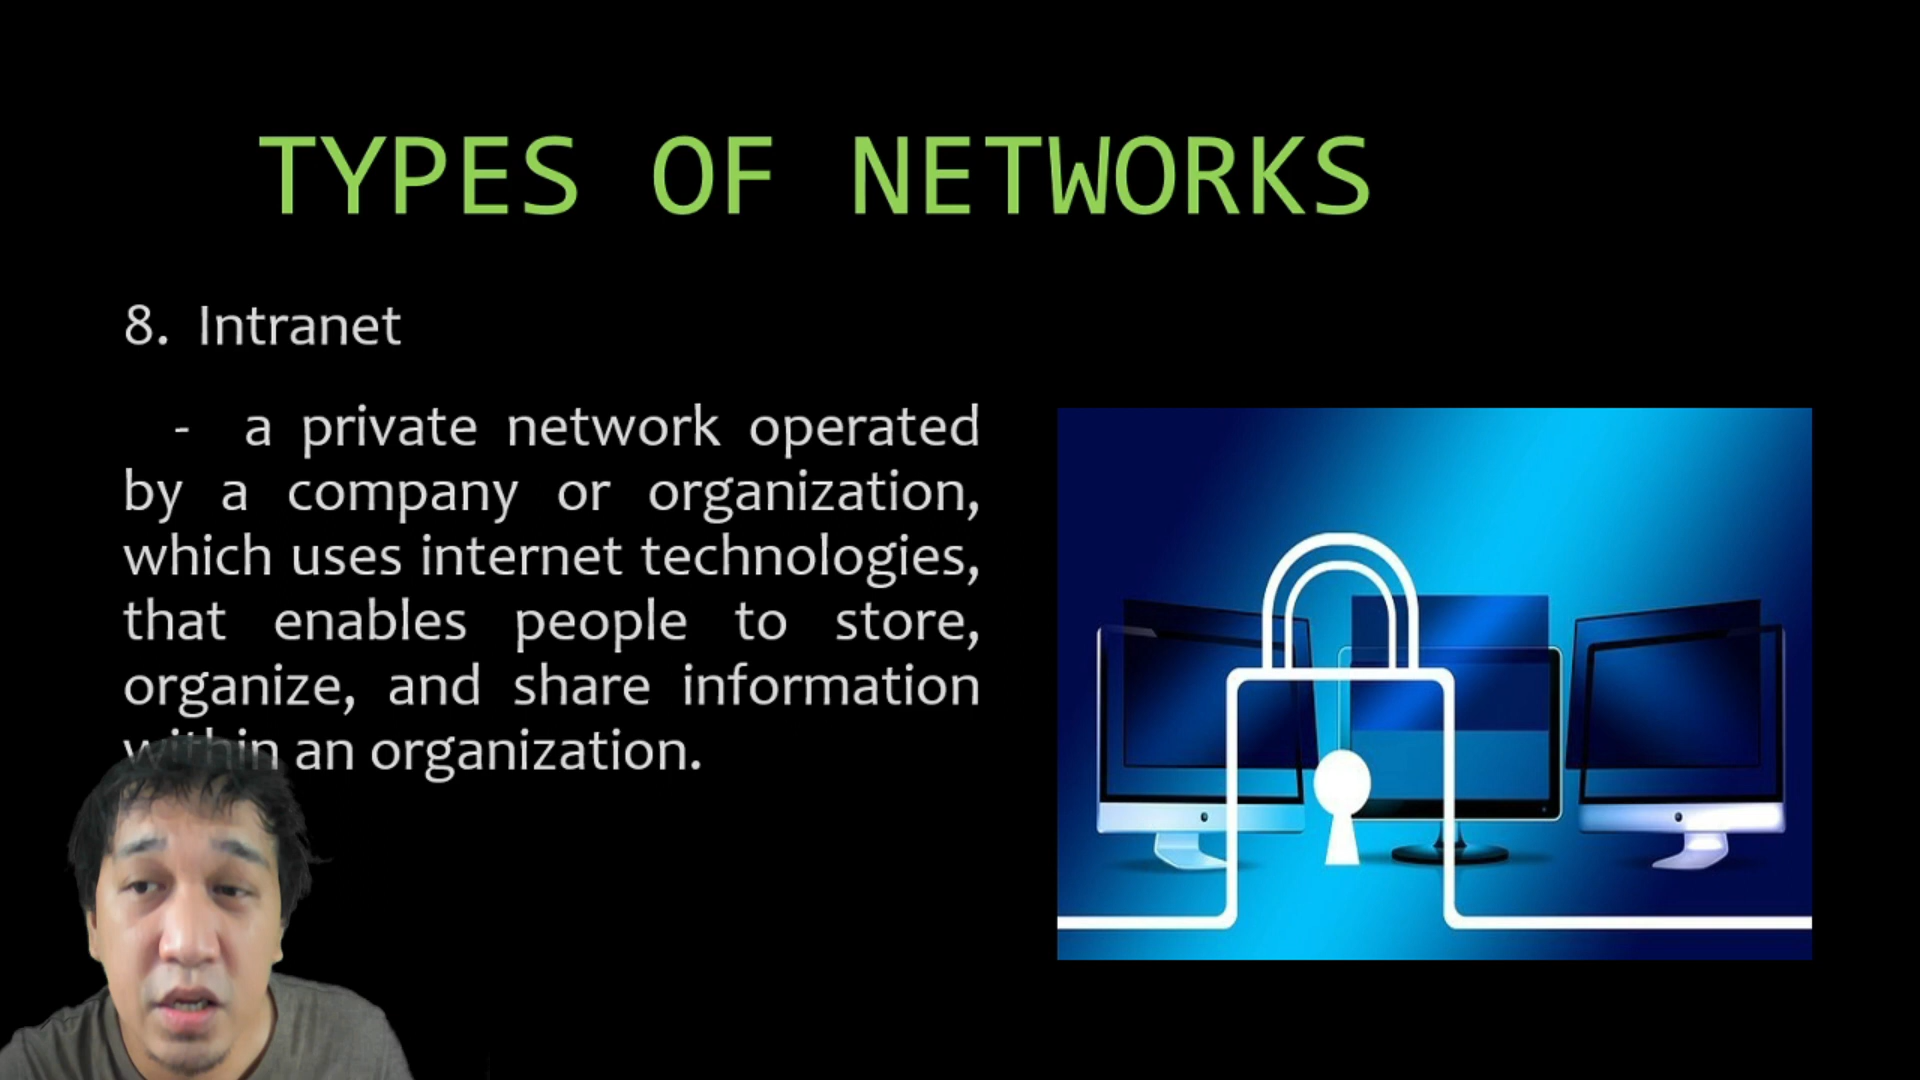 TYPES OF NETWORKS
8. Intranet
- a private network operated
by a company or organization,
which uses internet technologies,
that enables people to store,
organize, and share information
within an organization.